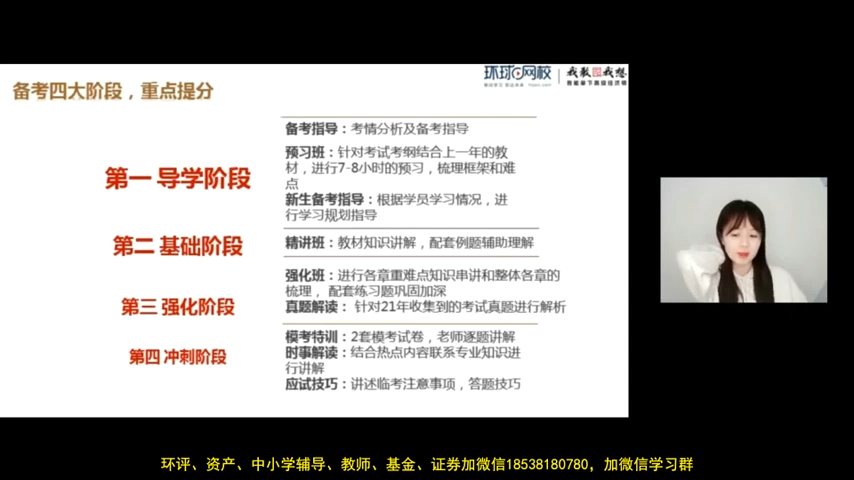 环球网校
我敢 我想
备考四大阶段，重点提分
备考指导：考情分析及备考指导
预习班：针对考试考纲结合上一年的教
材，进行7-8小时的预习，梳理框架和难
点
新生备考指导：根据学员学习情况，进
行学习规划指导
第一 导学阶段
第二 基础阶段
精讲班：教材知识讲解，配套例题辅助理解
强化班：进行各章重难点知识串讲和整体各章的
梳理，配套练习题巩固加深
真题解读：针对21年收集到的考试真题进行解析
第三 强化阶段
模考特训：2套模考试卷，老师逐题讲解
时事解读：结合热点内容联系专业知识进
行讲解
应试技巧：讲述临考注意事项，答题技巧
第四 冲刺阶段
环评、资产、中小学辅导、教师、基金、证券加微信18538180780，加微信学习群